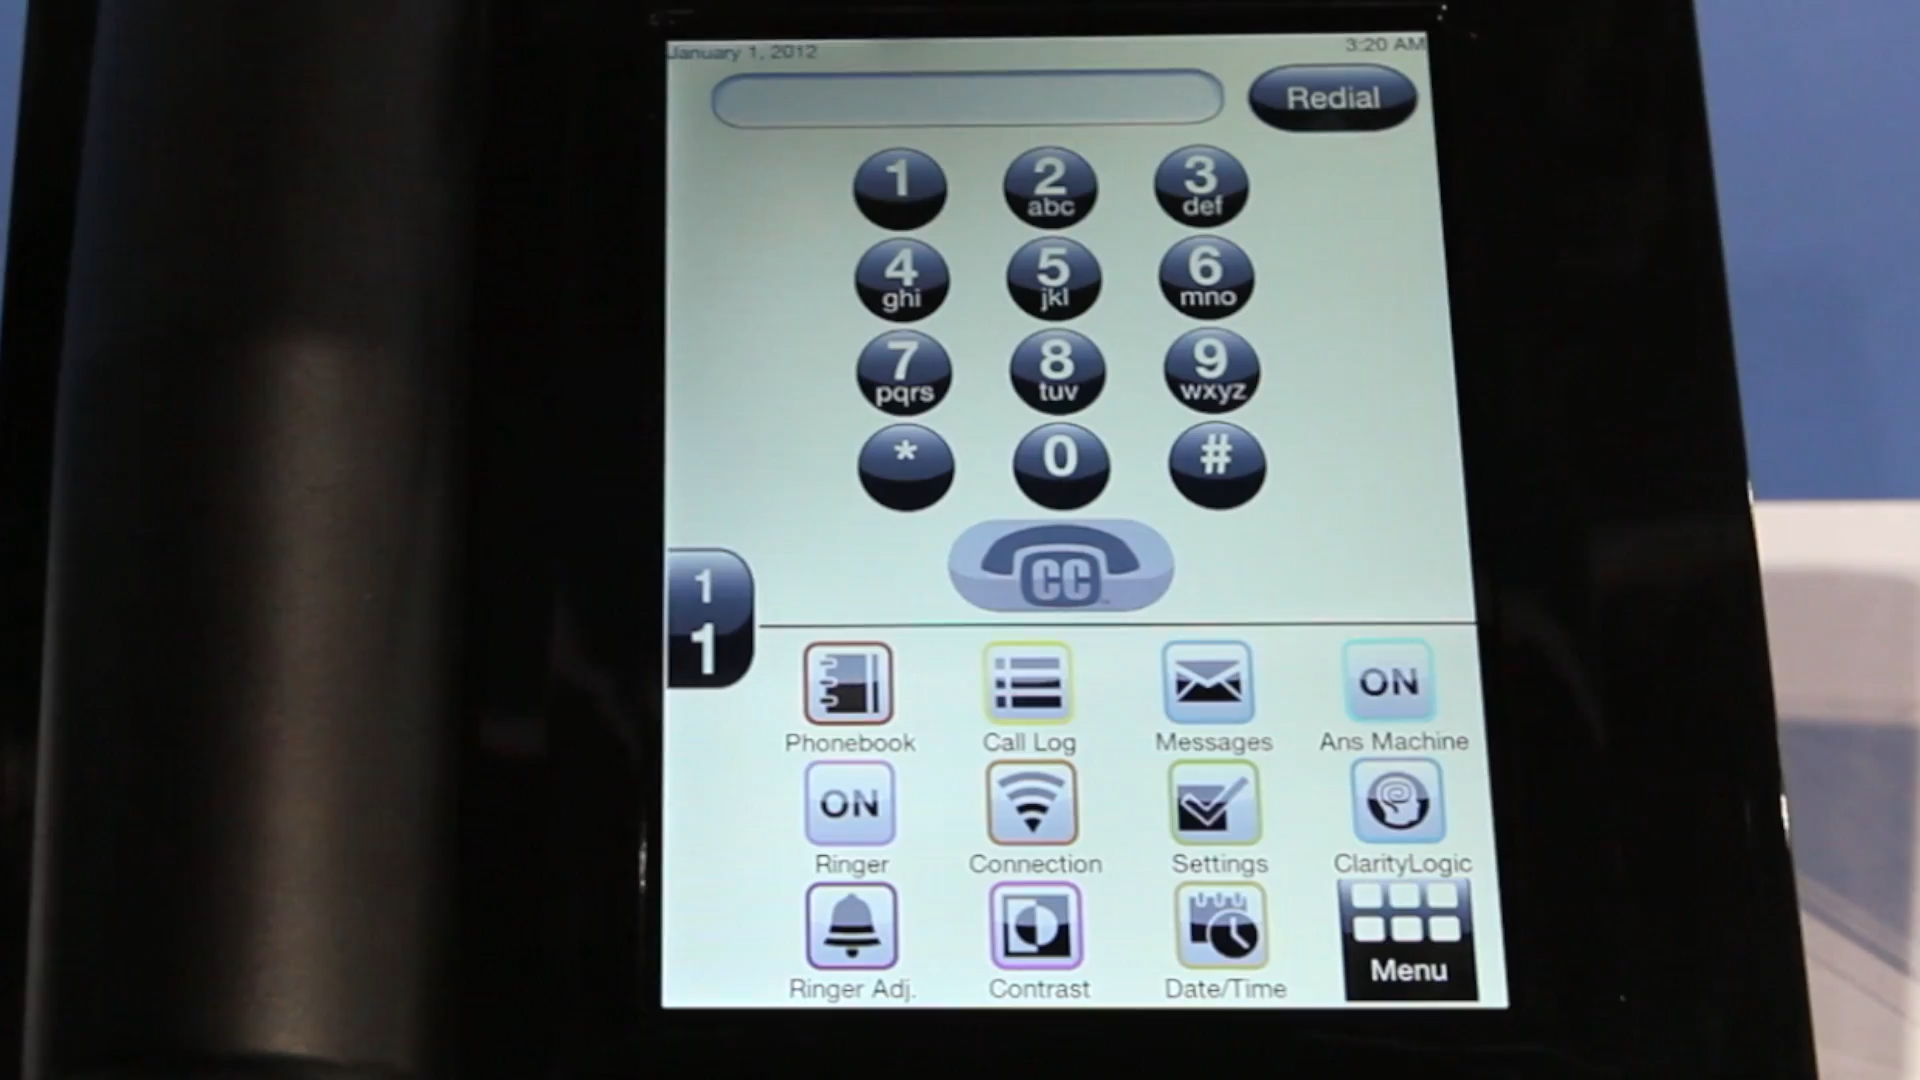 January 1, 2012 3:20 AM
Redial
1 2 3
abc def
4 5 6
ghi jkl mno
7 8 9
pqrs tuv wxyz
* 0 #
CC
1
1
ON
Phonebook Call Log Messages Ans Machine
ON
Ringer Connection Settings ClarityLogic
Ringer Adj. Contrast Date/Time Menu